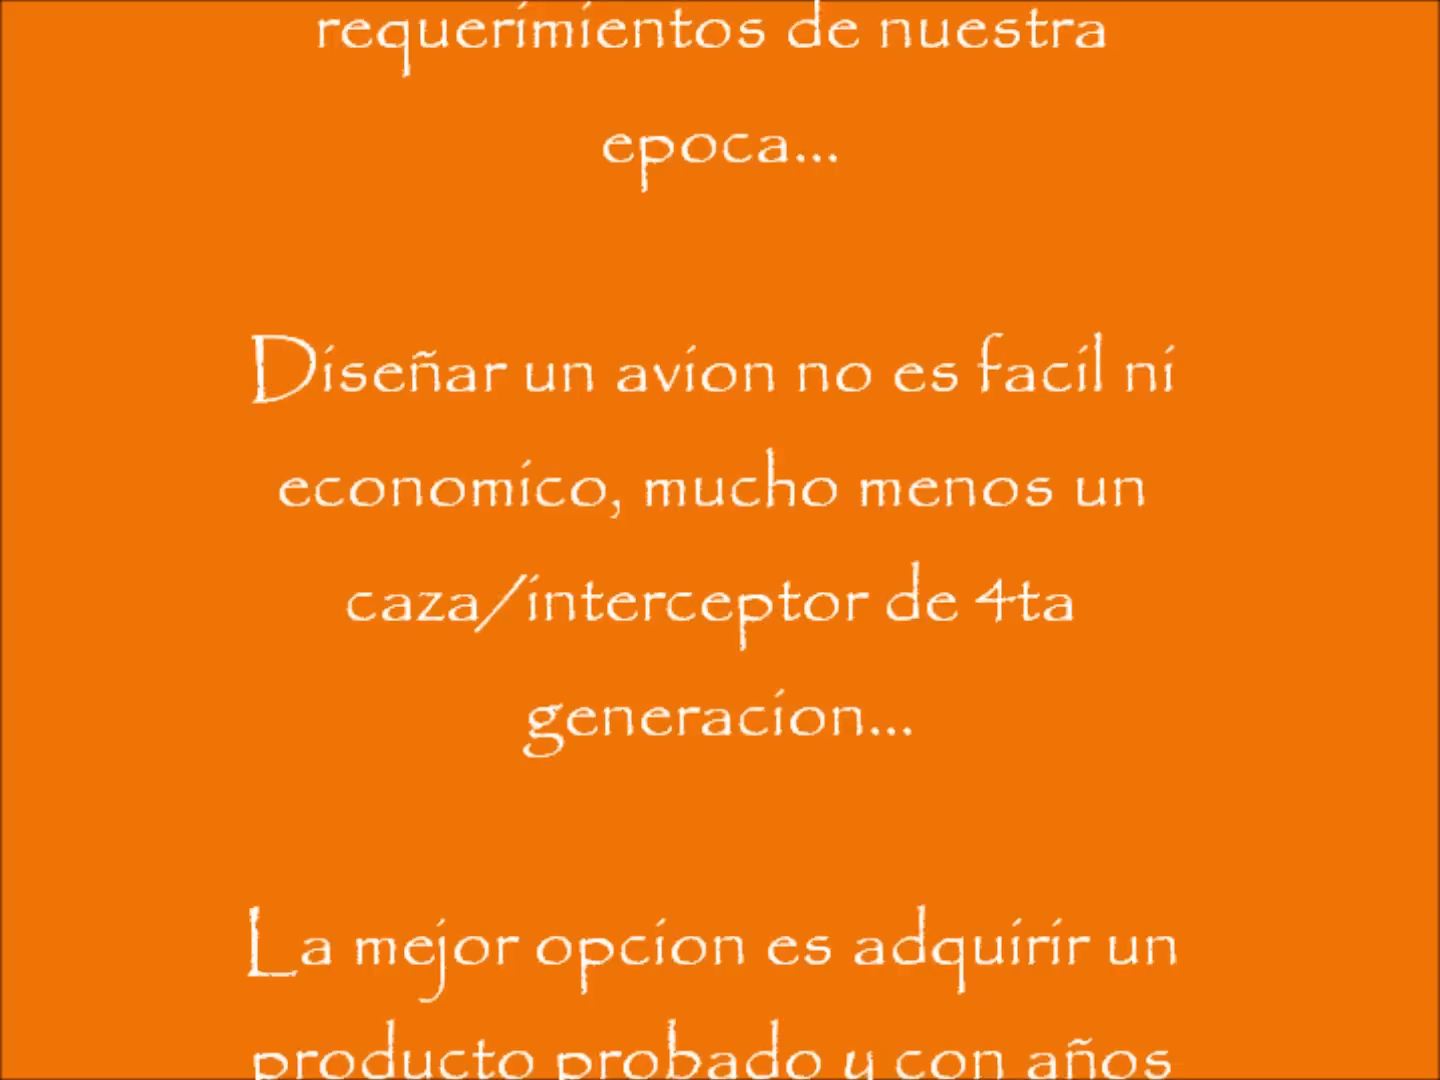 requerimientos de nuestra
epoca...
Diseñar un avion no es facil ni
economico, mucho menos un
caza/interceptor de 4ta
generacion...
La mejor opcion es adquirir un
producto probado y con años